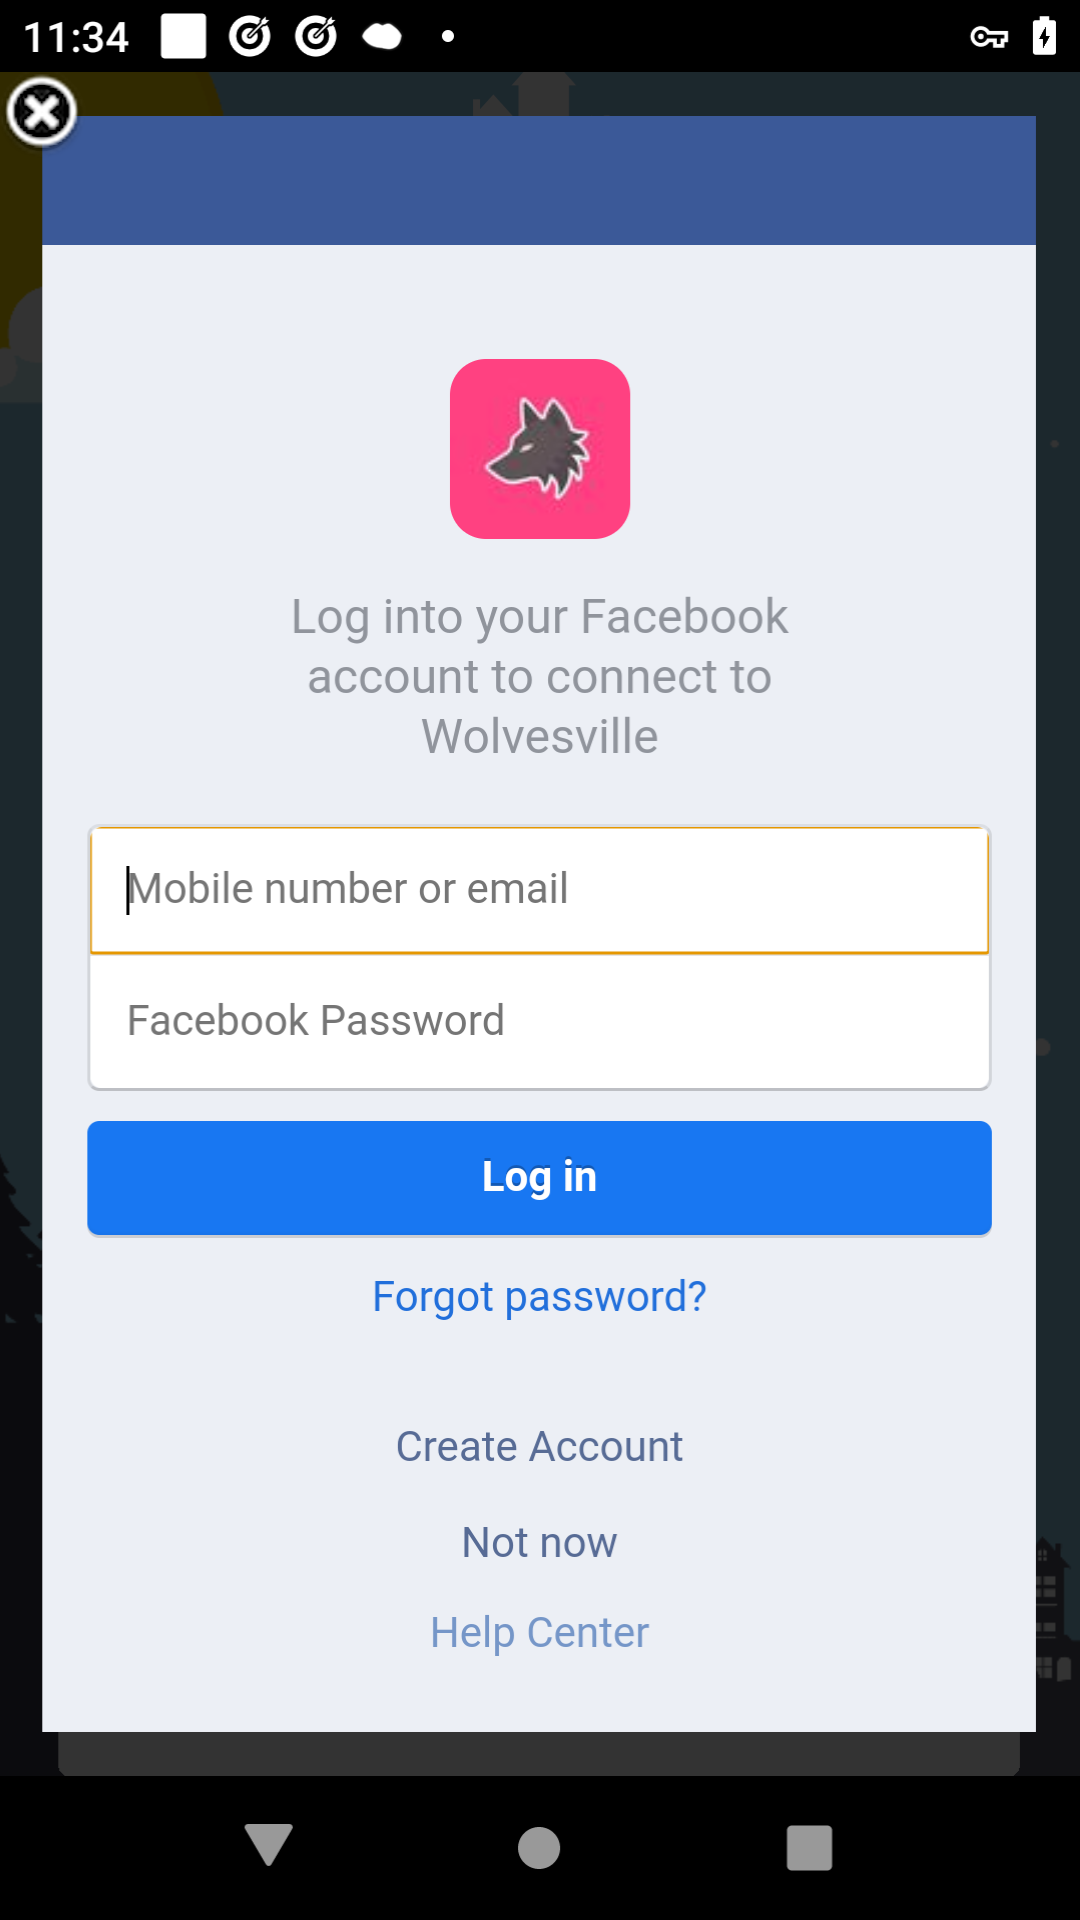 11:34
Log into your Facebook
account to connect to
Wolvesville
Mobile number or email
Facebook Password
Log in
Forgot password?
Create Account
Not now
Help Center